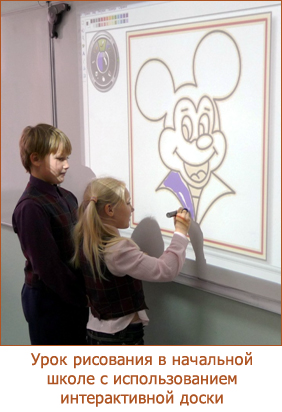 Урок рисования в начальной
школе с использованием
интерактивной доски